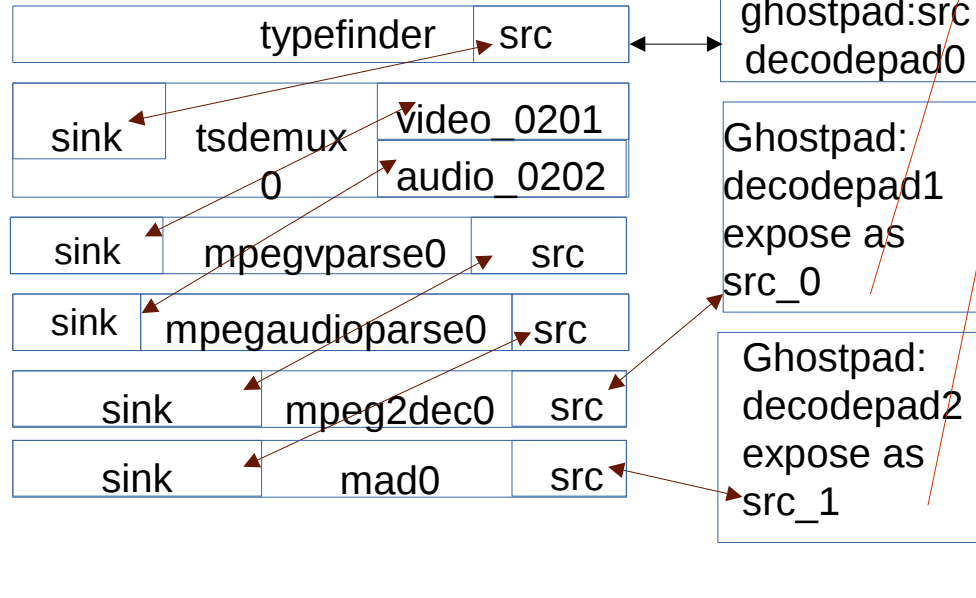 typefinder src
ghostpad:src
decodepad0
sink tsdemux
0
video_0201
audio_0202
sink mpegvparse0 src
sink mpegaudioparse0 src
sink mpeg2dec0 src
sink mad0 src
Ghostpad:
decodepad1
expose as
src_0
Ghostpad:
decodepad2
expose as
src_1